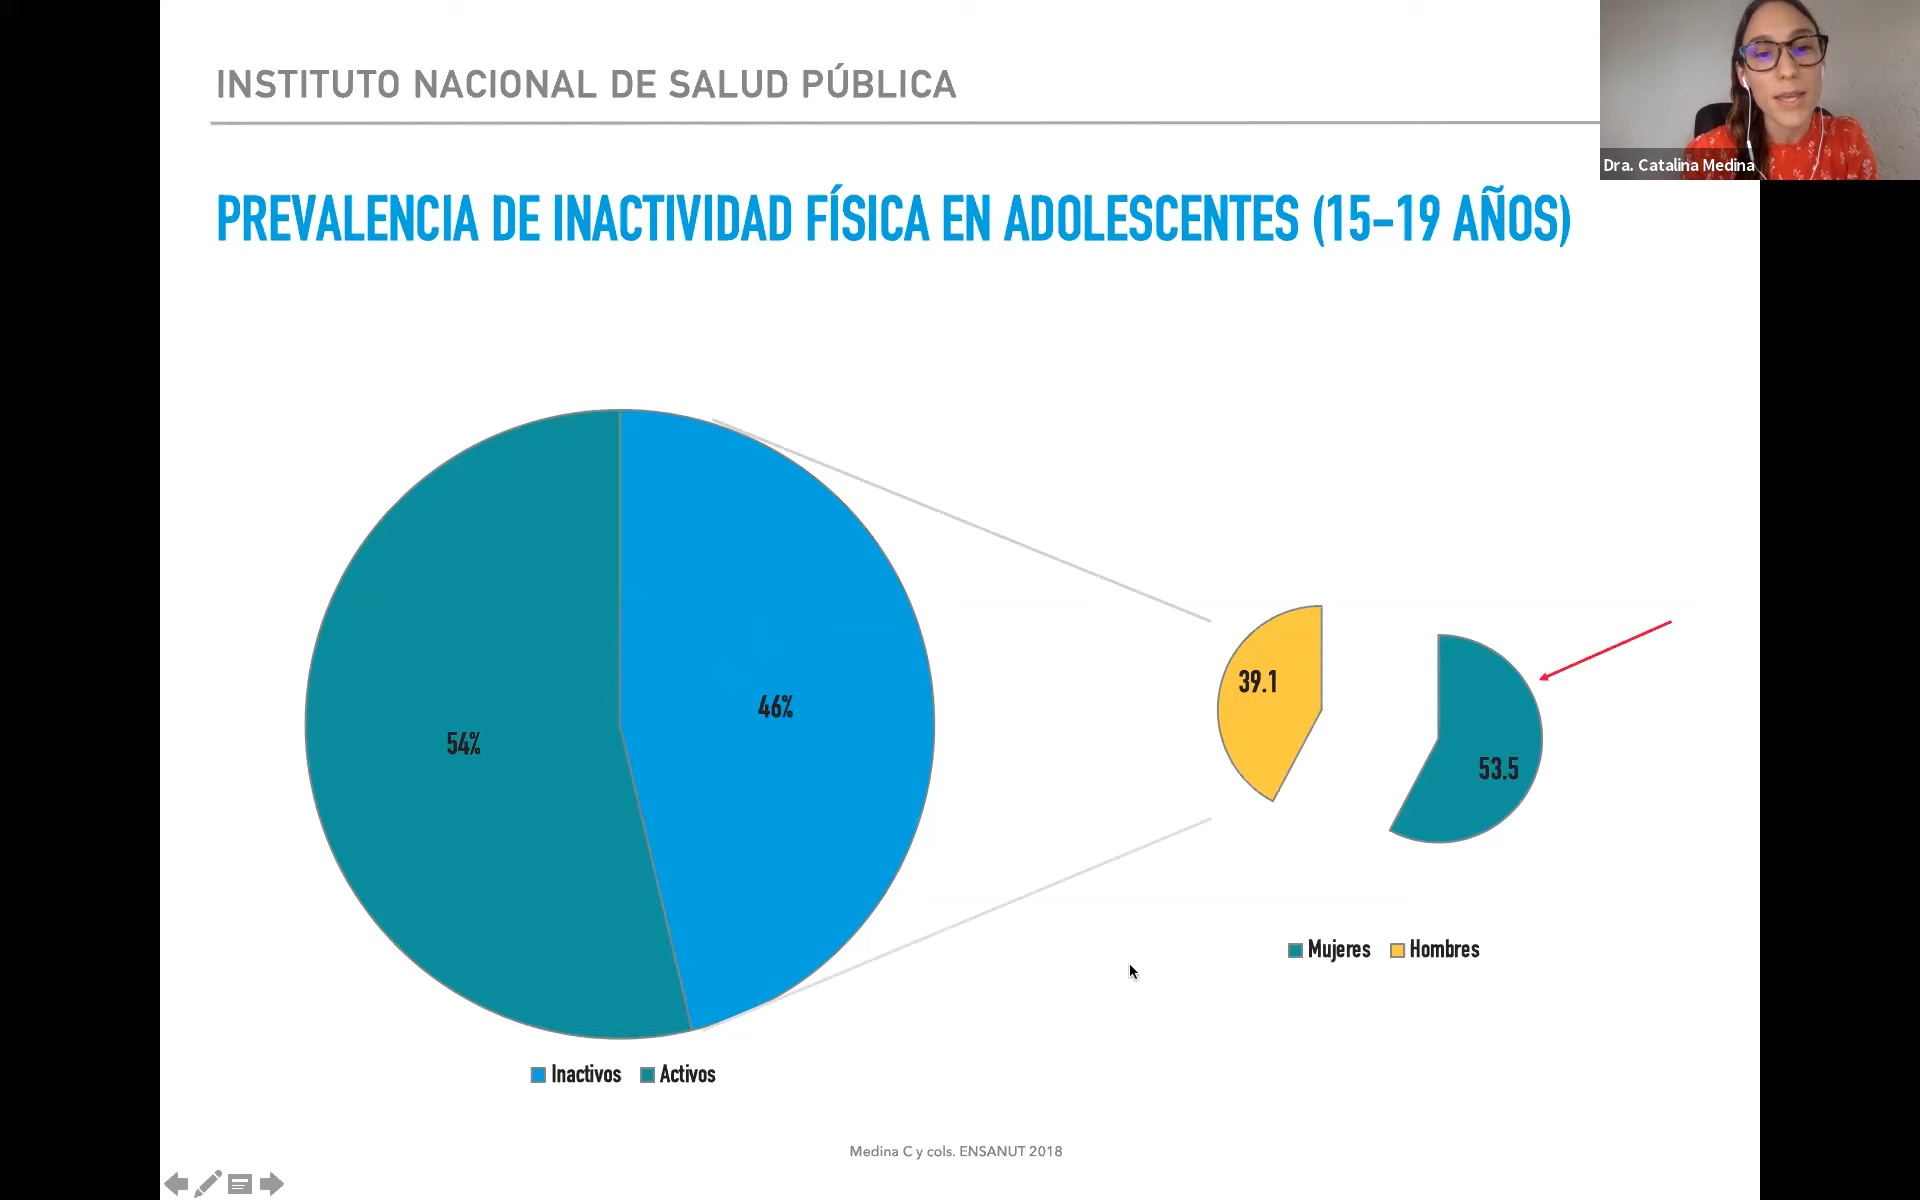 INSTITUTO NACIONAL DE SALUD PÚBLICA
Dra. Catalina Medina
PREVALENCIA DE INACTIVIDAD FÍSICA EN ADOLESCENTES (15-19 AÑOS)
46%
54%
39.1
53.5
Mujeres Hombres
Inactivos Activos
Medina C y cols. ENSANUT 2018